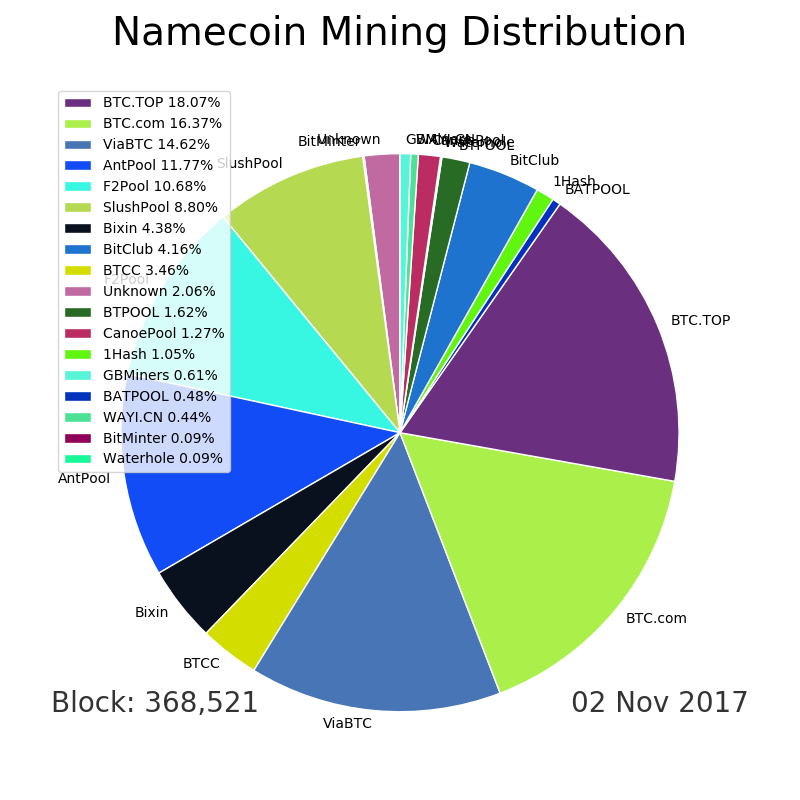 Namecoin Mining Distribution
BTC.TOP 18.07%
BTC.com 16.37%
ViaBTC 14.62%
AntPool 11.77%
F2Pool 10.68%
SlushPool 8.80%
Bixin 4.38%
BitClub 4.16%
BTCC 3.46%
Unknown 2.06%
BTPOOL 1.62%
CanoePool 1.27%
1Hash 1.05%
GBMiners 0.61%
BATPOOL 0.48%
WAYI.CN 0.44%
BitMinter 0.09%
Waterhole 0.09%
Unknown
BitMinter
SlushPool
F2Pool
AntPool
Bixin
BTCC
ViaBTC
BTC.com
BTC.TOP
BATPOOL
1Hash
BitClub
BTPOOL
Block: 368,521
02 Nov 2017